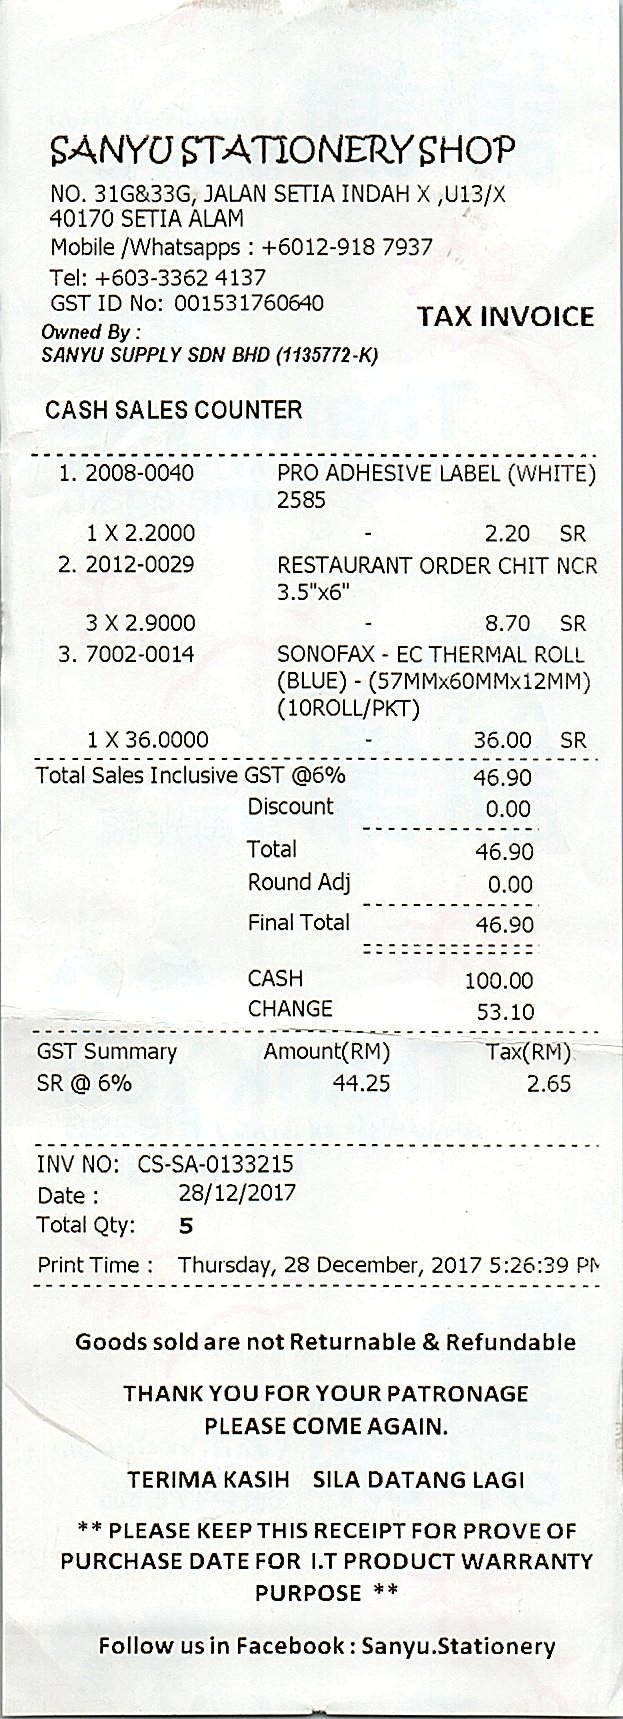 SANYU STATIONERY SHOP
NO. 31G&33G, JALAN SETIA INDAH X ,U13/X
40170 SETIA ALAM
Mobile /Whatsapps : +6012-918 7937
Tel: +603-3362 4137
GST ID No: 001531760640
TAX INVOICE
Owned By :
SANYU SUPPLY SDN BHD (1135772-K)
CASH SALES COUNTER
1. 2008-0040 PRO ADHESIVE LABEL (WHITE)
2585
1 X 2.2000 - 2.20 SR
2. 2012-0029 RESTAURANT ORDER CHIT NCR
3.5"x6"
3 X 2.9000 - 8.70 SR
3. 7002-0014 SONOFAX - EC THERMAL ROLL
(BLUE) - (57MMx60MMx12MM)
(10ROLL/PKT)
1 X 36.0000 - 36.00 SR
Total Sales Inclusive GST @6% 46.90
Discount 0.00
Total 46.90
Round Adj 0.00
Final Total 46.90
CASH 100.00
CHANGE 53.10
GST Summary Amount(RM) Tax(RM)
SR @ 6% 44.25 2.65
INV NO: CS-SA-0133215
Date : 28/12/2017
Total Qty: 5
Print Time : Thursday, 28 December, 2017 5:26:39 PM
Goods sold are not Returnable & Refundable
THANK YOU FOR YOUR PATRONAGE
PLEASE COME AGAIN.
TERIMA KASIH SILA DATANG LAGI
** PLEASE KEEP THIS RECEIPT FOR PROVE OF
PURCHASE DATE FOR I.T PRODUCT WARRANTY
PURPOSE **
Follow us in Facebook : Sanyu.Stationery